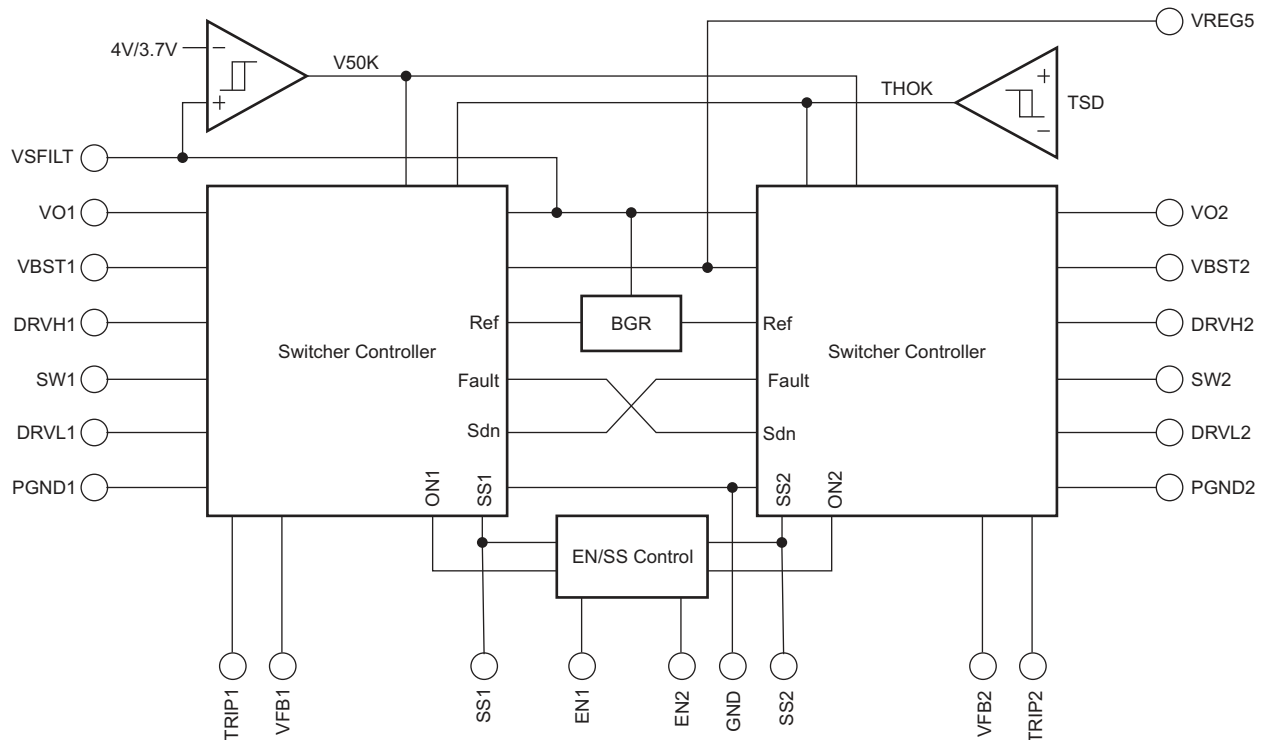 VREG5
4V/3.7V
−
+
V50K
THOK
+
−
TSD
VSFILT
VO1
VBST1
DRVH1
SW1
DRVL1
PGND1
Switcher Controller
Ref
Fault
Sdn
ON1
SS1
BGR
Ref
Fault
Sdn
SS2
ON2
Switcher Controller
VO2
VBST2
DRVH2
SW2
DRVL2
PGND2
EN/SS Control
TRIP1
VFB1
SS1
EN1
EN2
GND
SS2
VFB2
TRIP2